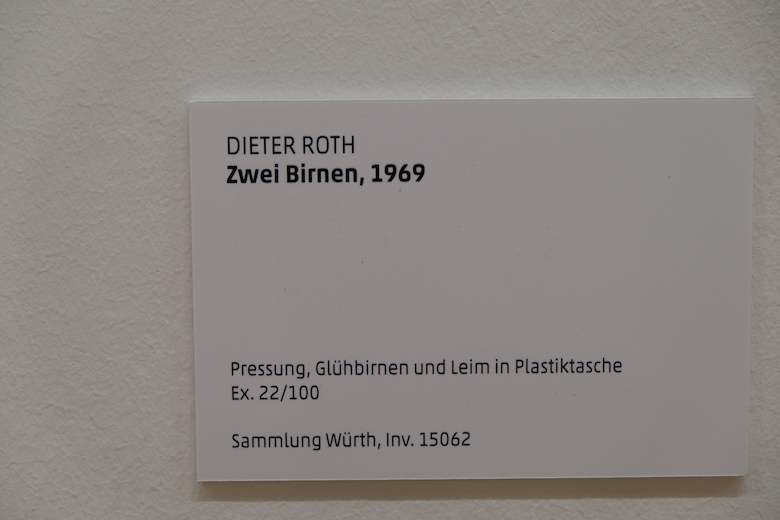 DIETER ROTH
Zwei Birnen, 1969
Pressung, Glühbirnen und Leim in Plastiktasche
Ex. 22/100
Sammlung Würth, Inv. 15062